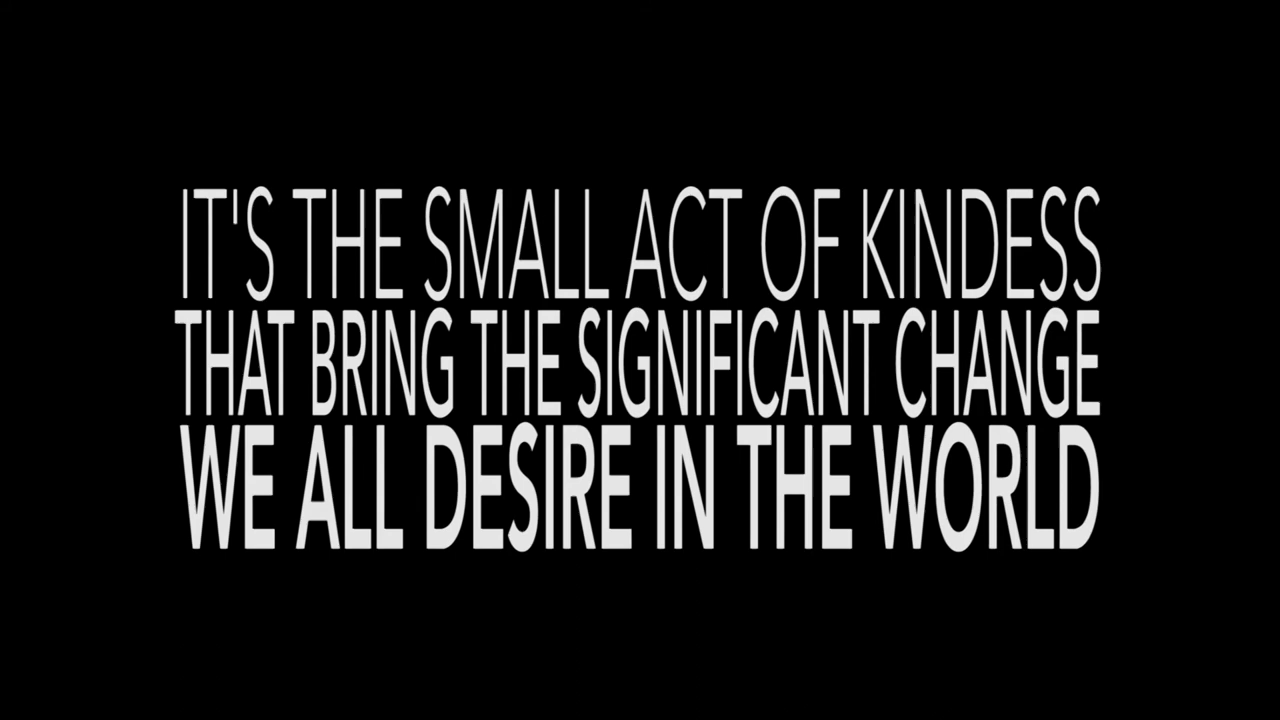 IT'S THE SMALL ACT OF KINDESS
THAT BRING THE SIGNIFICANT CHANGE
WE ALL DESIRE IN THE WORLD